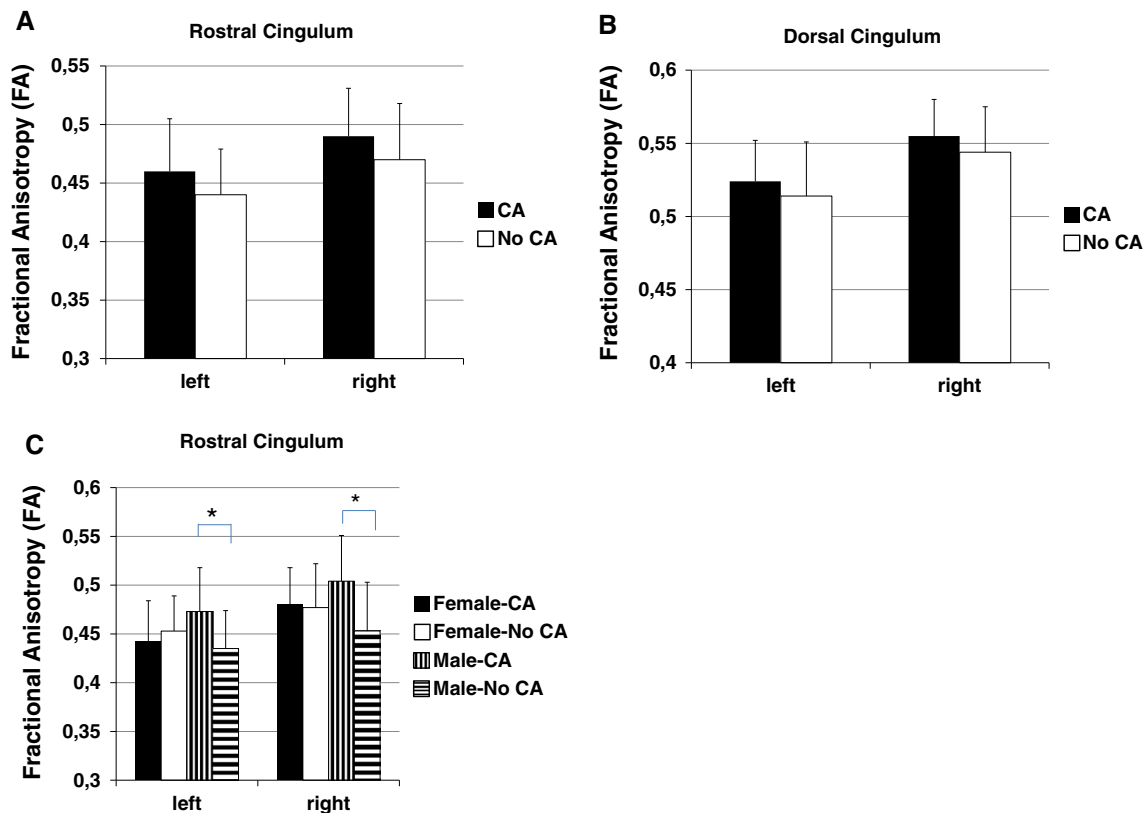 A
Rostral Cingulum
Fractional Anisotropy (FA)
0,55
0,5
0,45
0,4
0,35
0,3
left right
CA
No CA
B
Dorsal Cingulum
Fractional Anisotropy (FA)
0,6
0,55
0,5
0,45
0,4
left right
CA
No CA
C
Rostral Cingulum
Fractional Anisotropy (FA)
0,6
0,55
0,5
0,45
0,4
0,35
0,3
* *
left right
Female-CA
Female-No CA
Male-CA
Male-No CA